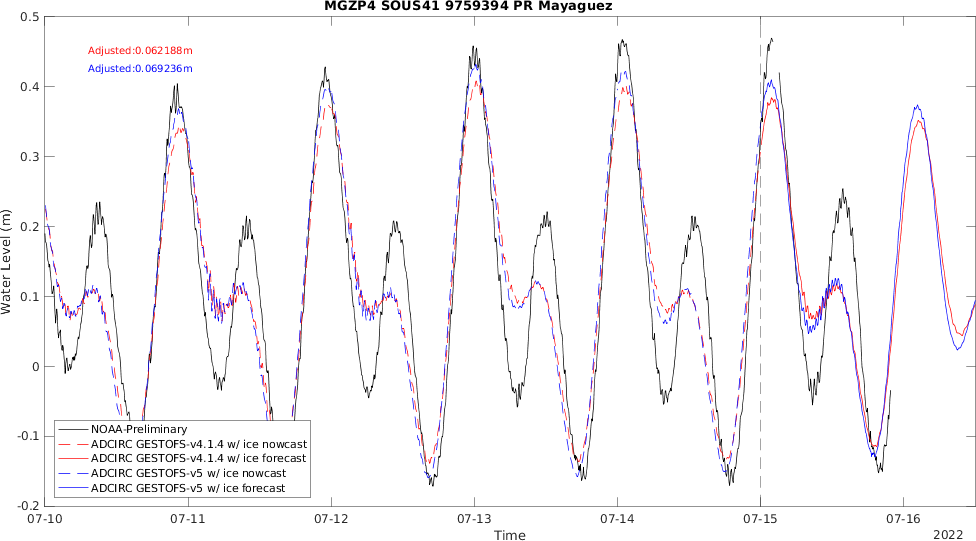 MGZP4 SOUS41 9759394 PR Mayaguez
0.5
0.4
0.3
0.2
0.1
0
-0.1
-0.2
Water Level (m)
Adjusted:0.062188m
Adjusted:0.069236m
NOAA-Preliminary
ADCIRC GESTOFS-v4.1.4 w/ ice nowcast
ADCIRC GESTOFS-v4.1.4 w/ ice forecast
ADCIRC GESTOFS-v5 w/ ice nowcast
ADCIRC GESTOFS-v5 w/ ice forecast
07-10 07-11 07-12 07-13 07-14 07-15 07-16
Time
2022